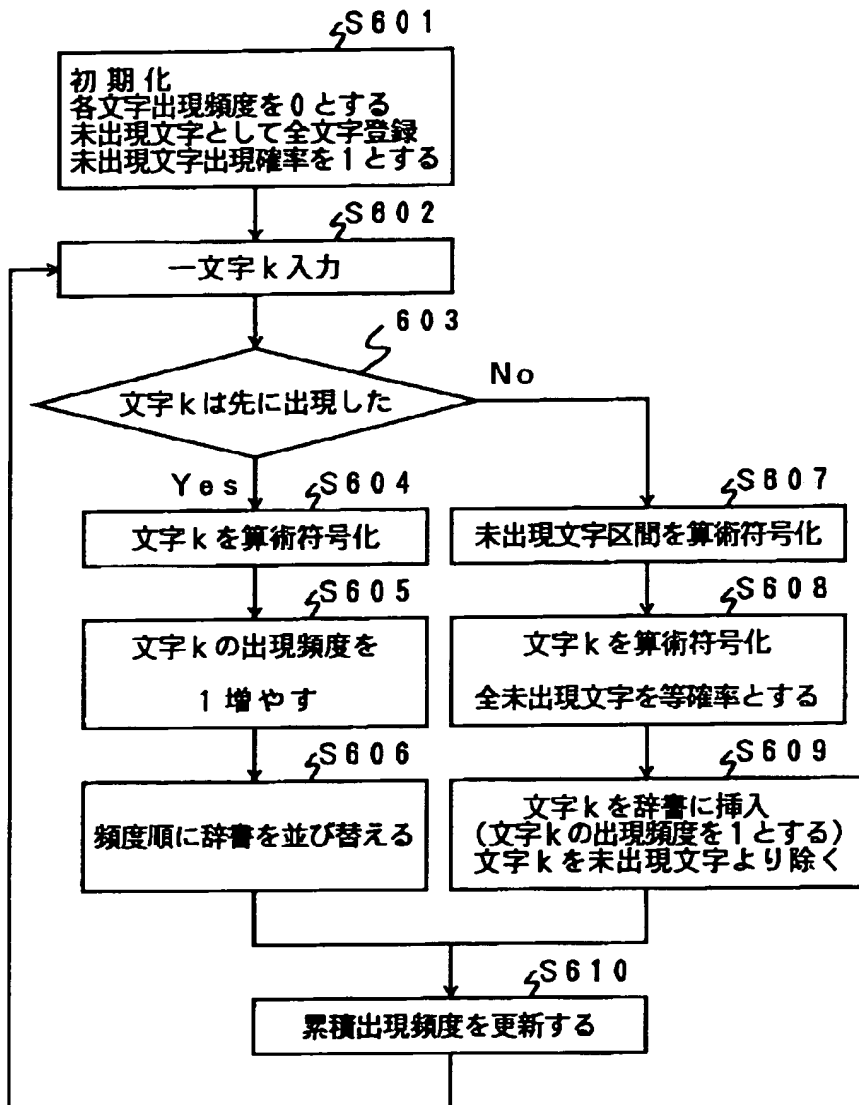 S601
初期化
各文字出現頻度を0とする
未出現文字として全文字登録
未出現文字出現確率を1とする
S602
一文字k入力
603
文字kは先に出現した
No
Yes
S604
文字kを算術符号化
S605
文字kの出現頻度を
1増やす
S606
頻度順に辞書を並び替える
S607
未出現文字区間を算術符号化
S608
文字kを算術符号化
全未出現文字を等確率とする
S609
文字kを辞書に挿入
(文字kの出現頻度を1とする)
文字kを未出現文字より除く
S610
累積出現頻度を更新する